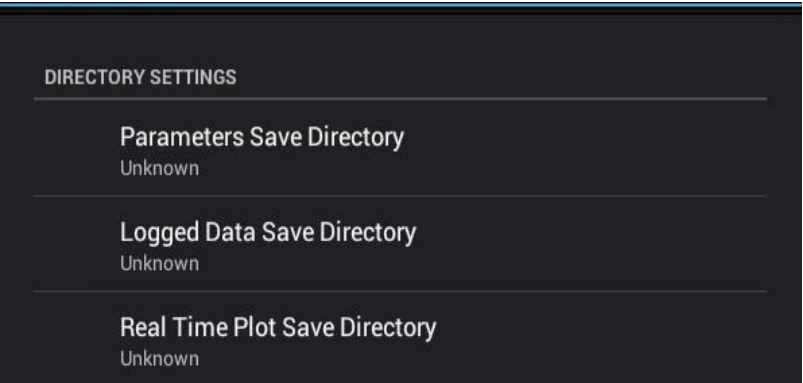 DIRECTORY SETTINGS
Parameters Save Directory
Unknown
Logged Data Save Directory
Unknown
Real Time Plot Save Directory
Unknown